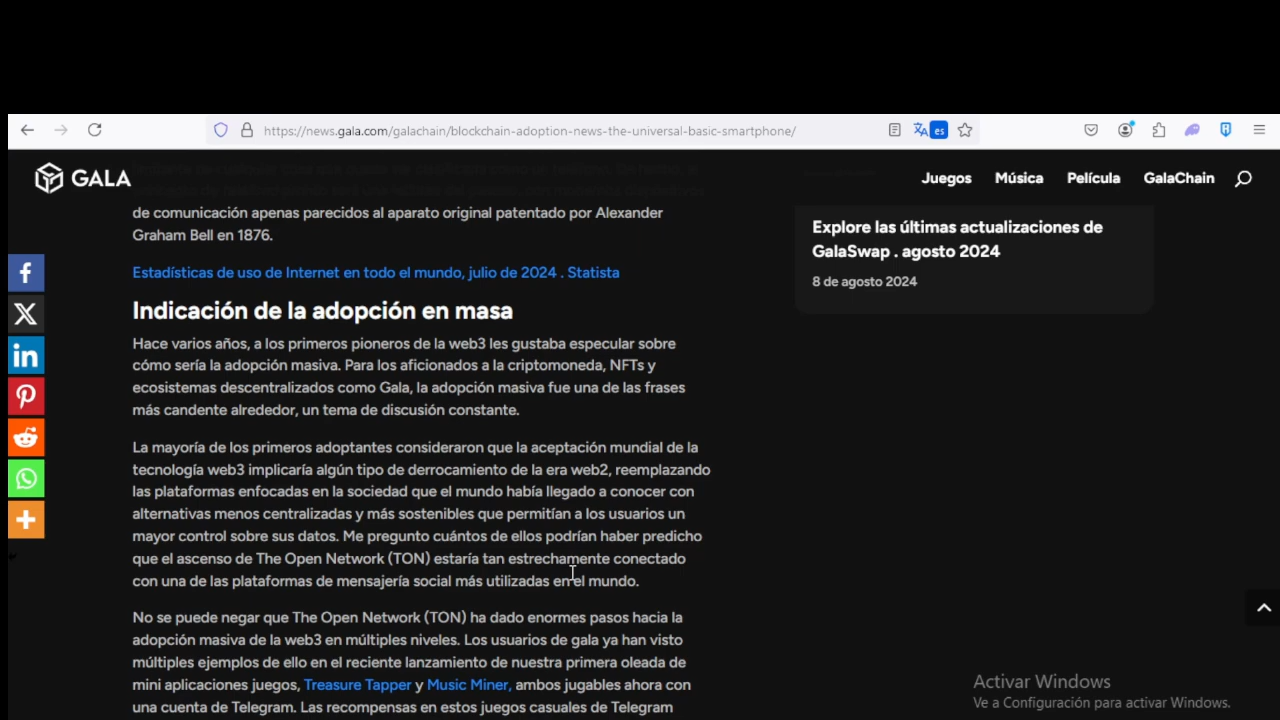 https://news.gala.com/galachain/blockchain-adoption-news-the-universal-basic-smartphone/
es
GALA
Juegos
Música
Película
GalaChain
de comunicación apenas parecidos al aparato original patentado por Alexander
Graham Bell en 1876.
Estadísticas de uso de Internet en todo el mundo, julio de 2024 . Statista
Indicación de la adopción en masa
Hace varios años, a los primeros pioneros de la web3 les gustaba especular sobre
cómo sería la adopción masiva. Para los aficionados a la criptomoneda, NFTs y
ecosistemas descentralizados como Gala, la adopción masiva fue una de las frases
más candente alrededor, un tema de discusión constante.
La mayoría de los primeros adoptantes consideraron que la aceptación mundial de la
tecnología web3 implicaría algún tipo de derrocamiento de la era web2, reemplazando
las plataformas enfocadas en la sociedad que el mundo había llegado a conocer con
alternativas menos centralizadas y más sostenibles que permitían a los usuarios un
mayor control sobre sus datos. Me pregunto cuántos de ellos podrían haber predicho
que el ascenso de The Open Network (TON) estaría tan estrechamente conectado
con una de las plataformas de mensajería social más utilizadas en el mundo.
No se puede negar que The Open Network (TON) ha dado enormes pasos hacia la
adopción masiva de la web3 en múltiples niveles. Los usuarios de gala ya han visto
múltiples ejemplos de ello en el reciente lanzamiento de nuestra primera oleada de
mini aplicaciones juegos, Treasure Tapper y Music Miner, ambos jugables ahora con
una cuenta de Telegram. Las recompensas en estos juegos casuales de Telegram
Explore las últimas actualizaciones de
GalaSwap . agosto 2024
8 de agosto 2024
Activar Windows
Ve a Configuración para activar Windows.